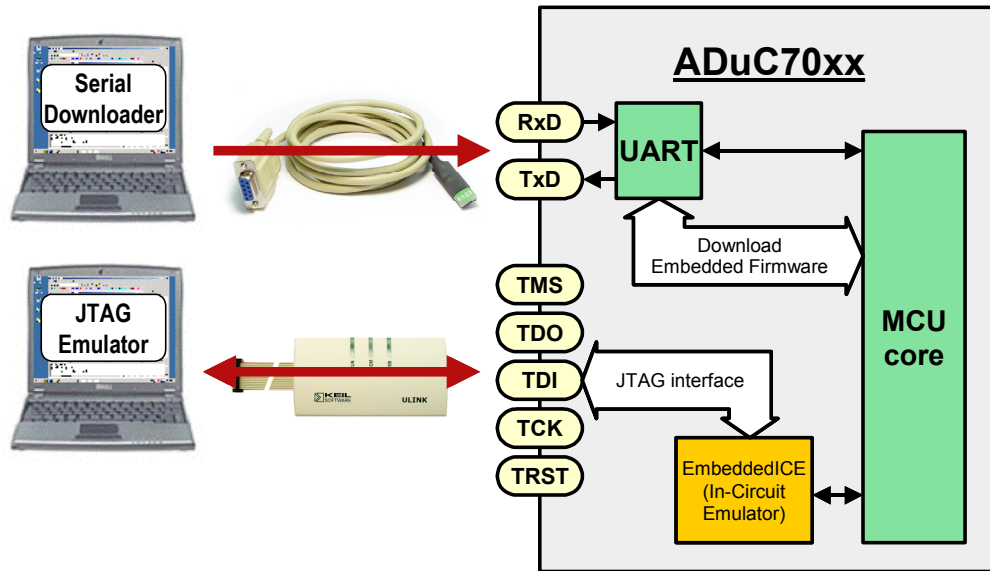 Serial
Downloader
ADuC70xx
RxD
TxD
UART
Download
Embedded Firmware
MCU
core
JTAG
Emulator
KEIL
SOFTWARE
ULINK
TMS
TDO
TDI
TCK
TRST
JTAG interface
EmbeddedICE
(In-Circuit
Emulator)